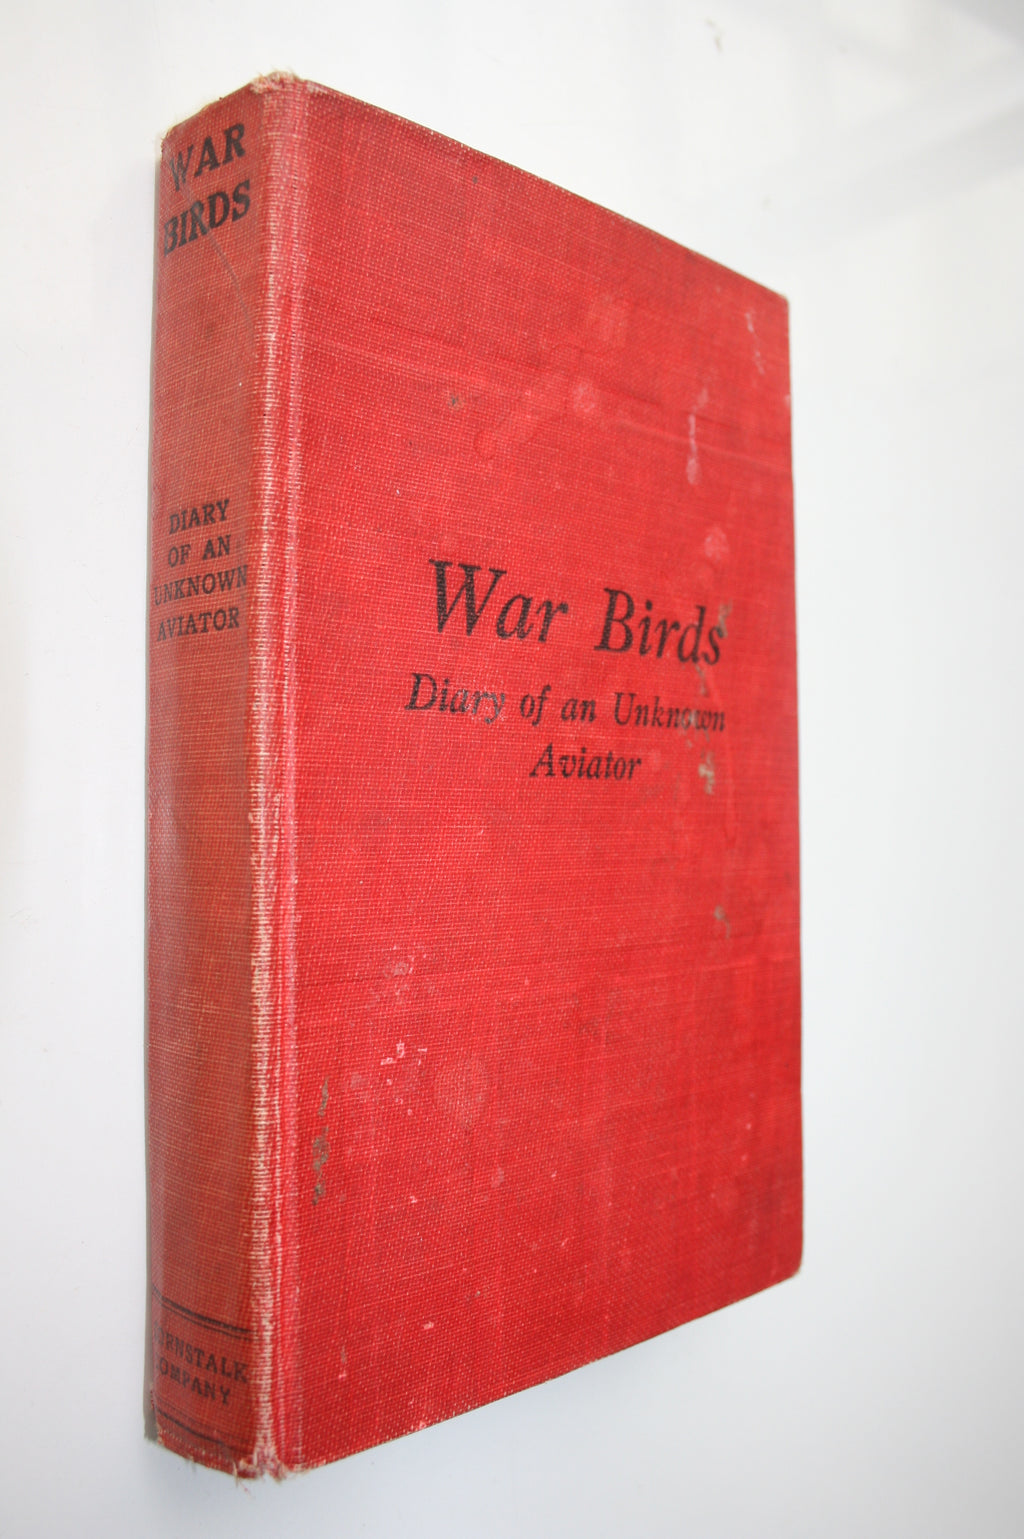 WAR
BIRDS
DIARY
OF AN
UNKNOWN
AVIATOR
COMPANY
War Birds
Diary of an Unknown
Aviator